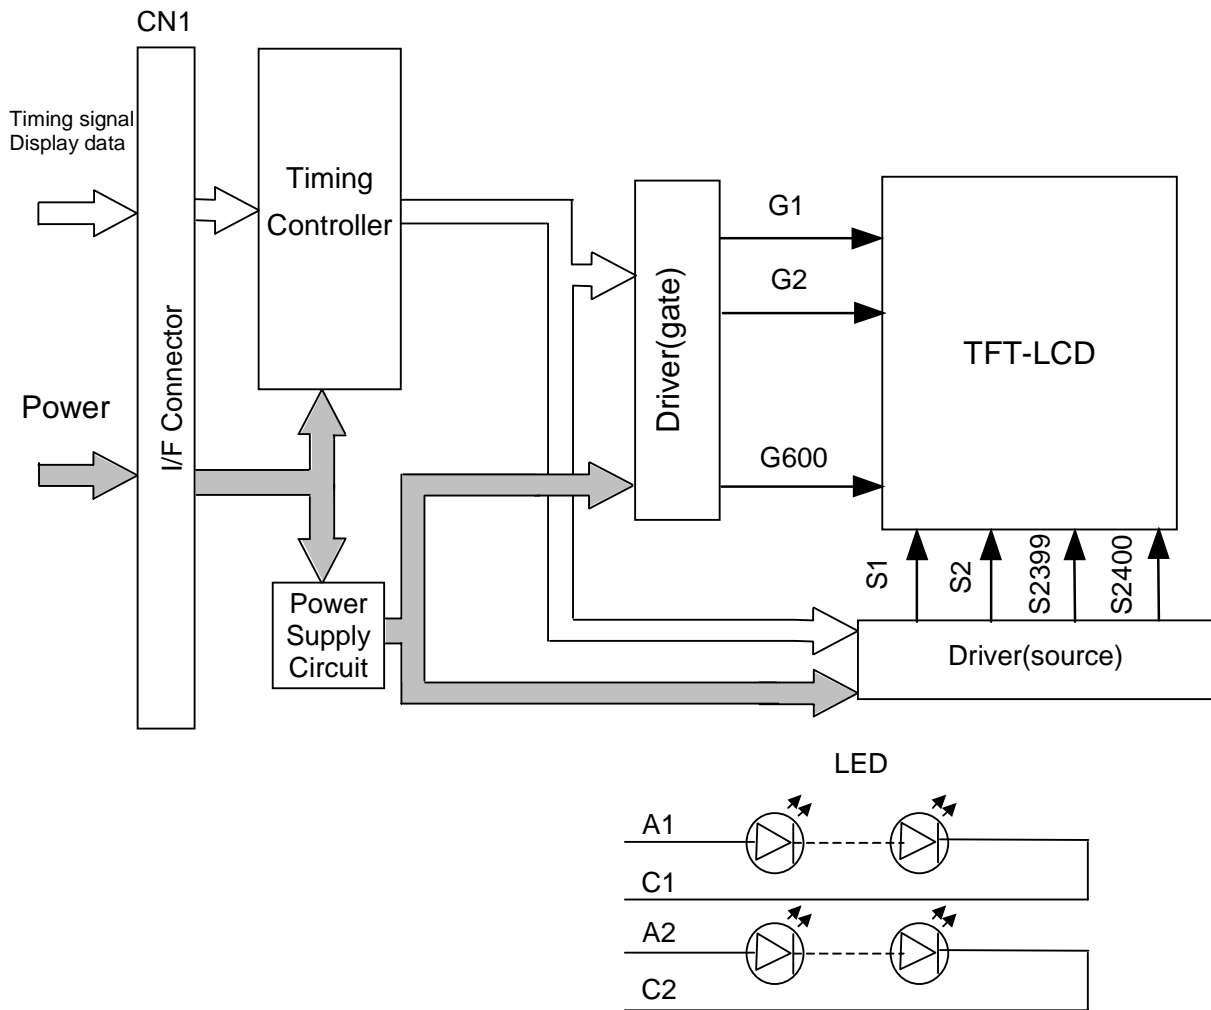 CN1
Timing signal
Display data
Timing
Controller
I/F Connector
Power
Driver(gate)
G1
G2
G600
TFT-LCD
S1
S2
S2399
S2400
Power
Supply
Circuit
Driver(source)
LED
A1
C1
A2
C2